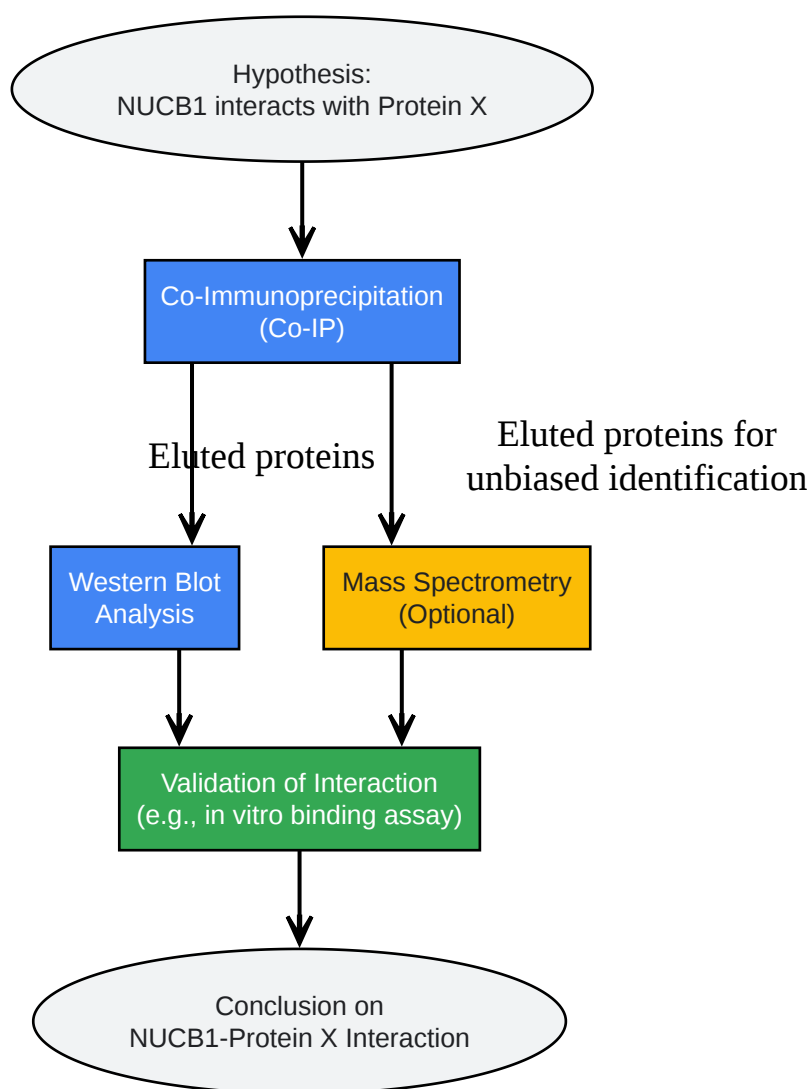 Hypothesis:
NUCB1 interacts with Protein X
Co-Immunoprecipitation
(Co-IP)
Eluted proteins
Eluted proteins for
unbiased identification
Western Blot
Analysis
Mass Spectrometry
(Optional)
Validation of Interaction
(e.g., in vitro binding assay)
Conclusion on
NUCB1-Protein X Interaction